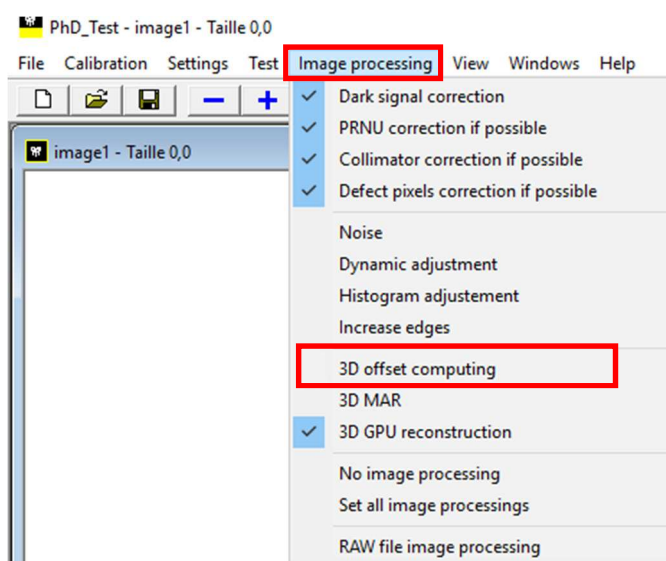 PhD_Test - image1 - Taille 0,0
File Calibration Settings Test Image processing View Windows Help
image1 - Taille 0,0
Dark signal correction
PRNU correction if possible
Collimator correction if possible
Defect pixels correction if possible
Noise
Dynamic adjustment
Histogram adjustement
Increase edges
3D offset computing
3D MAR
3D GPU reconstruction
No image processing
Set all image processings
RAW file image processing